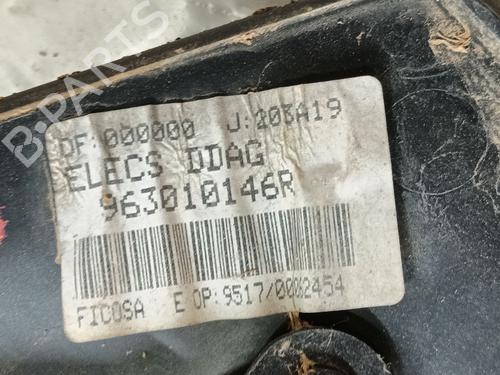 B-PARTS
DF: 000000 J:203A19
ELECS DDAG
963010146R
FICOSA E OP:9517/0002454